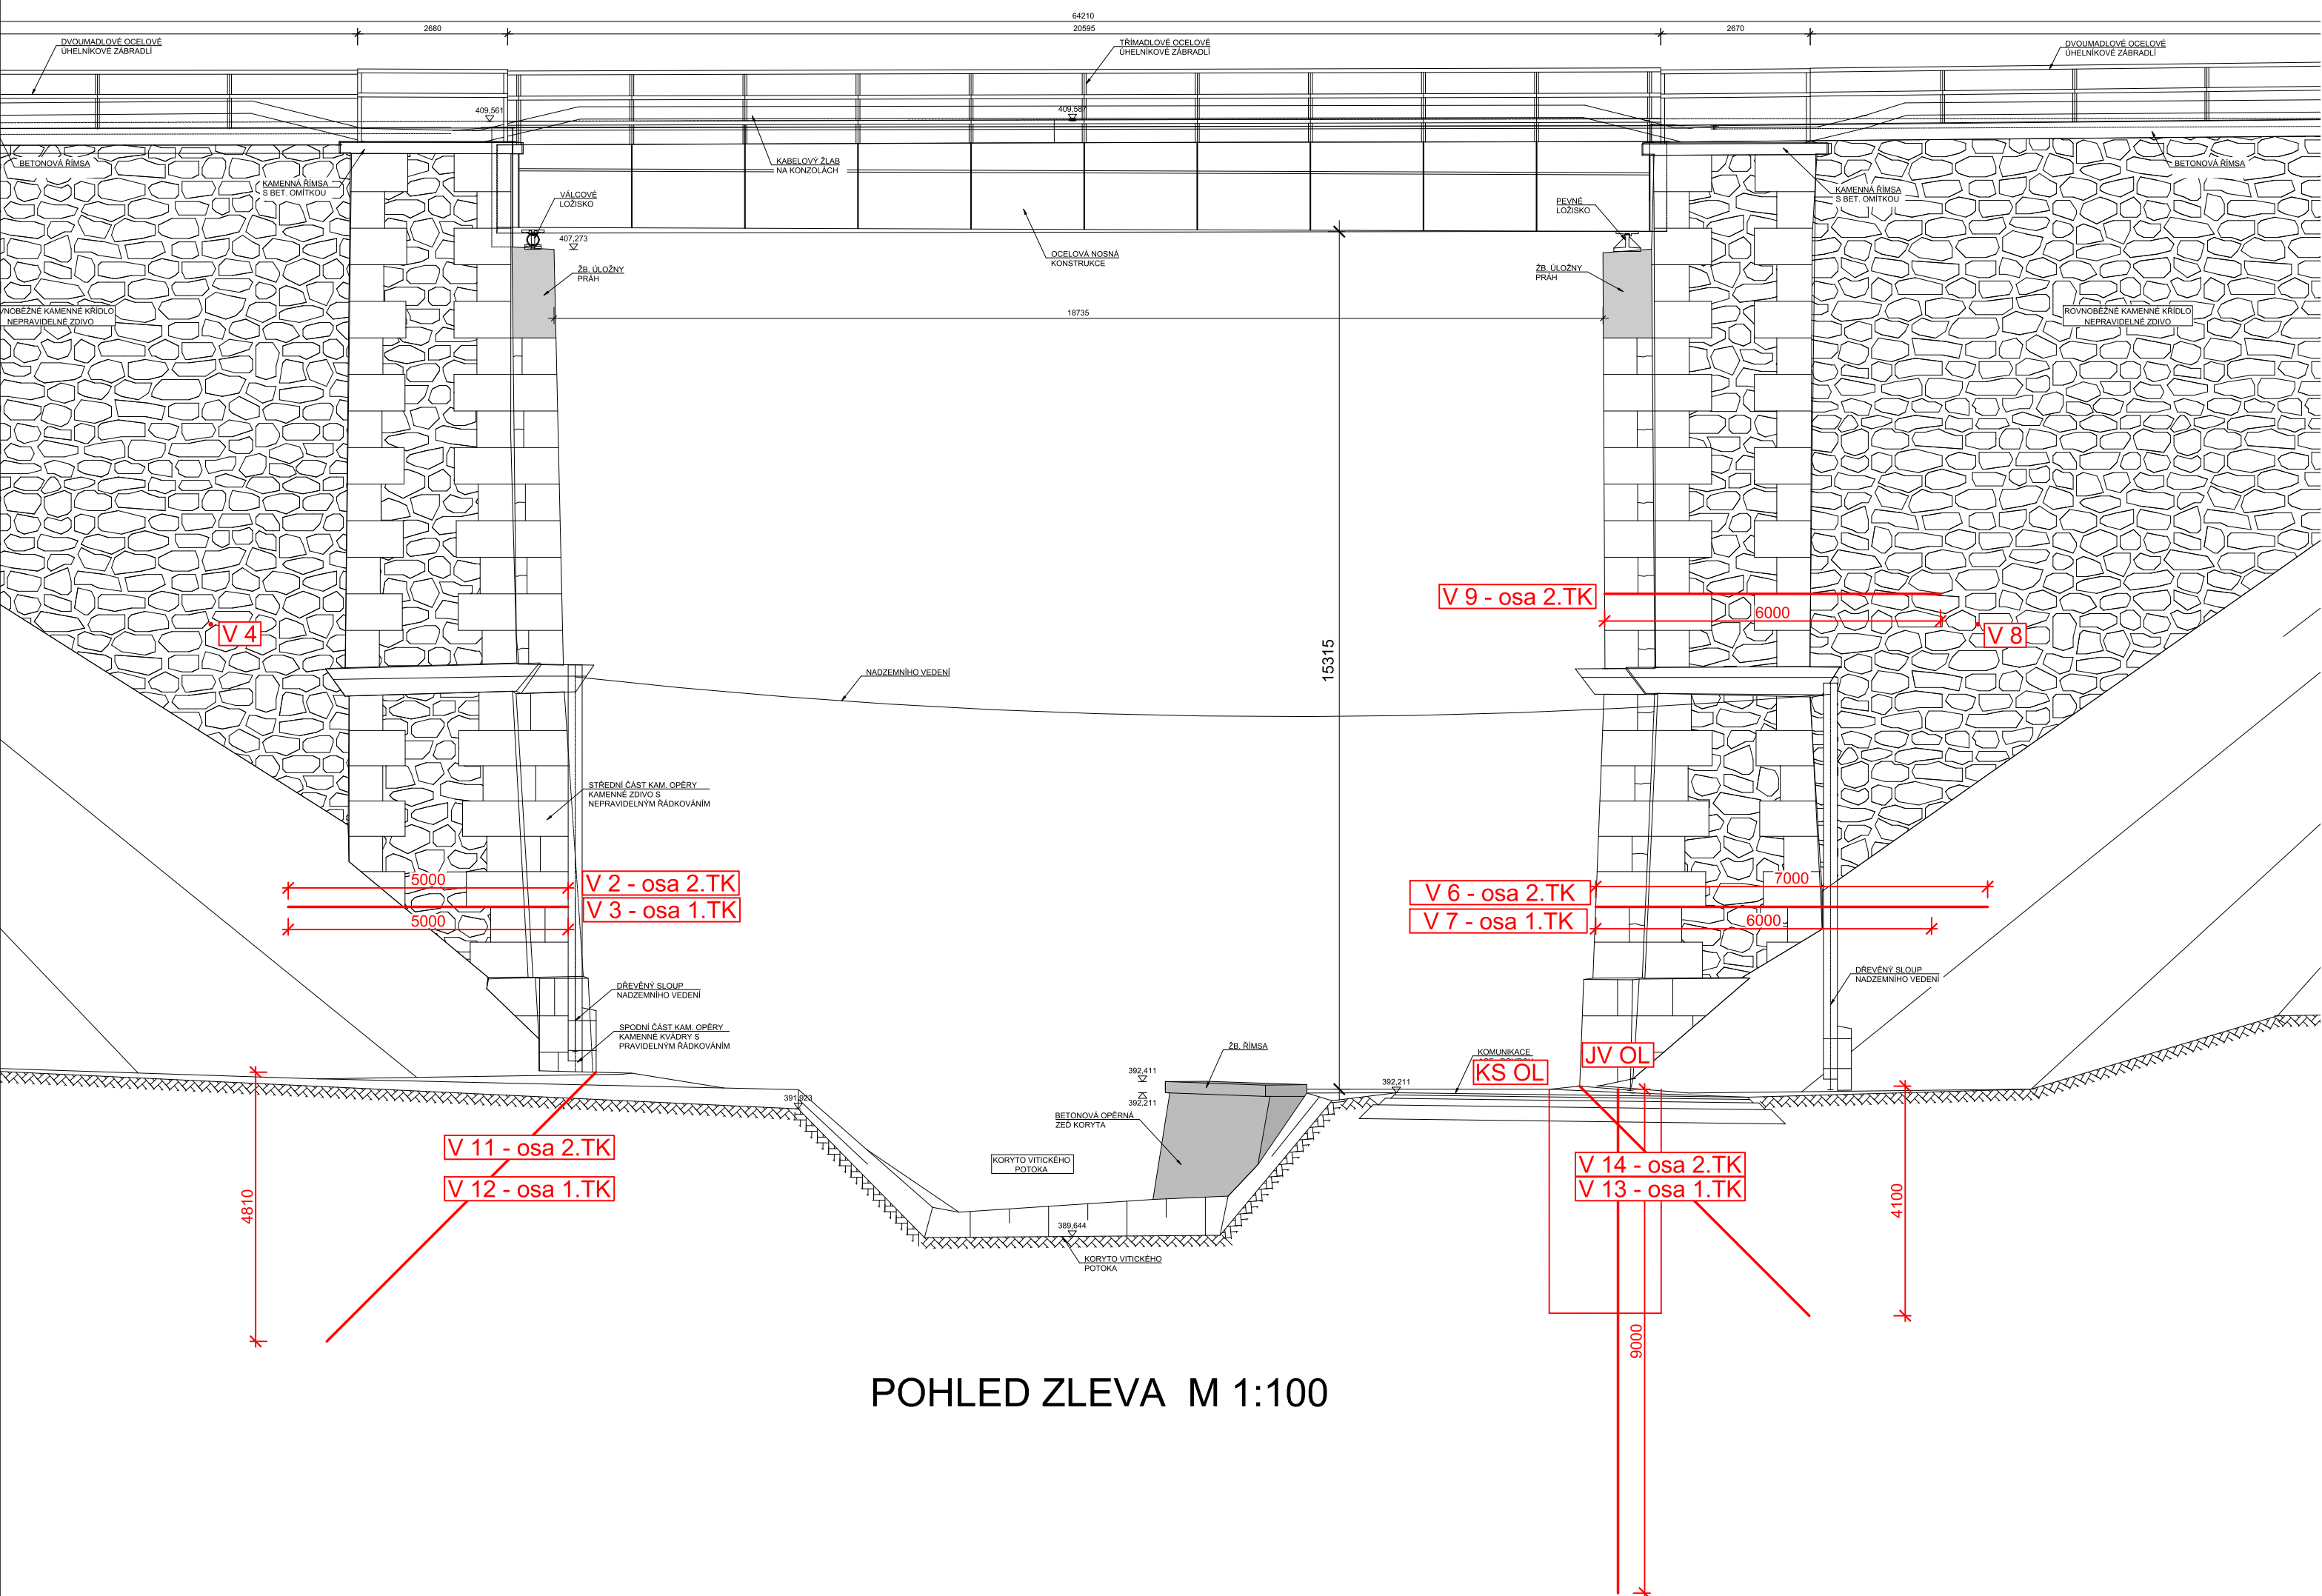 64210
2680
20595
2670
DVOUMADLOVÉ OCELOVÉ
ÚHELNÍKOVÉ ZÁBRADLÍ
TŘÍMADLOVÉ OCELOVÉ
ÚHELNÍKOVÉ ZÁBRADLÍ
DVOUMADLOVÉ OCELOVÉ
ÚHELNÍKOVÉ ZÁBRADLÍ
409,561
409,587
BETONOVÁ ŘÍMSA
KABELOVÝ ŽLAB
NA KONZOLÁCH
BETONOVÁ ŘÍMSA
KAMENNÁ ŘÍMSA
S BET. OMÍTKOU
VÁLCOVÉ
LOŽISKO
PEVNÉ
LOŽISKO
KAMENNÁ ŘÍMSA
S BET. OMÍTKOU
407,273
OCELOVÁ NOSNÁ
KONSTRUKCE
ŽB. ÚLOŽNY
PRÁH
ŽB. ÚLOŽNY
PRÁH
VNOBĚŽNÉ KAMENNÉ KŘÍDLO
NEPRAVIDELNÉ ZDIVO
18735
ROVNOBĚŽNÉ KAMENNÉ KŘÍDLO
NEPRAVIDELNÉ ZDIVO
V 9 - osa 2.TK
6000
V 4
V 8
15315
NADZEMNÍHO VEDENÍ
STŘEDNÍ ČÁST KAM. OPĚRY
KAMENNÉ ZDIVO S
NEPRAVIDELNÝM ŘÁDKOVÁNÍM
5000
V 2 - osa 2.TK
V 6 - osa 2.TK
7000
5000
V 3 - osa 1.TK
V 7 - osa 1.TK
6000
DŘEVĚNÝ SLOUP
NADZEMNÍHO VEDENÍ
DŘEVĚNÝ SLOUP
NADZEMNÍHO VEDENÍ
SPODNÍ ČÁST KAM. OPĚRY
KAMENNÉ KVÁDRY S
PRAVIDELNÝM ŘÁDKOVÁNÍM
ŽB. ŘÍMSA
KOMUNIKACE
JV OL
KS OL
392,411
392,211
392,211
391,923
BETONOVÁ OPĚRNÁ
ZEĎ KORYTA
V 11 - osa 2.TK
KORYTO VITICKÉHO
POTOKA
V 14 - osa 2.TK
V 12 - osa 1.TK
V 13 - osa 1.TK
4810
4100
389,644
KORYTO VITICKÉHO
POTOKA
9000
POHLED ZLEVA M 1:100